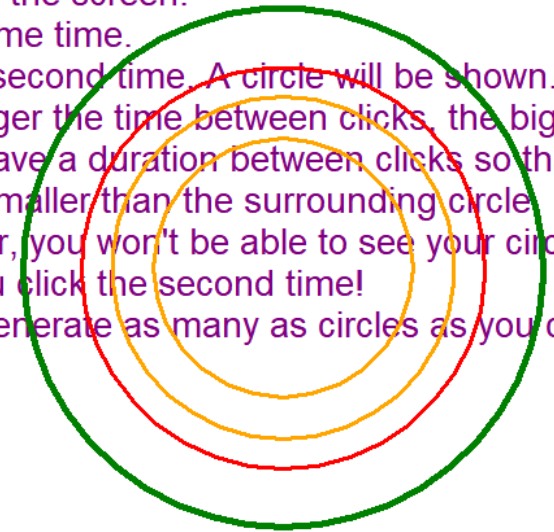 the screen.
me time.
second time. A circle will be shown.
ger the time between clicks, the big
ave a duration between clicks so th
maller than the surrounding circle
r, you won't be able to see your circ
u click the second time!
enerate as many as circles as you c